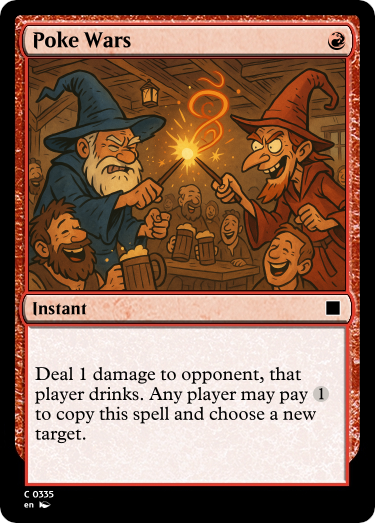 Poke Wars
Instant
Deal 1 damage to opponent, that
player drinks. Any player may pay 1
to copy this spell and choose a new
target.
C 0335
en